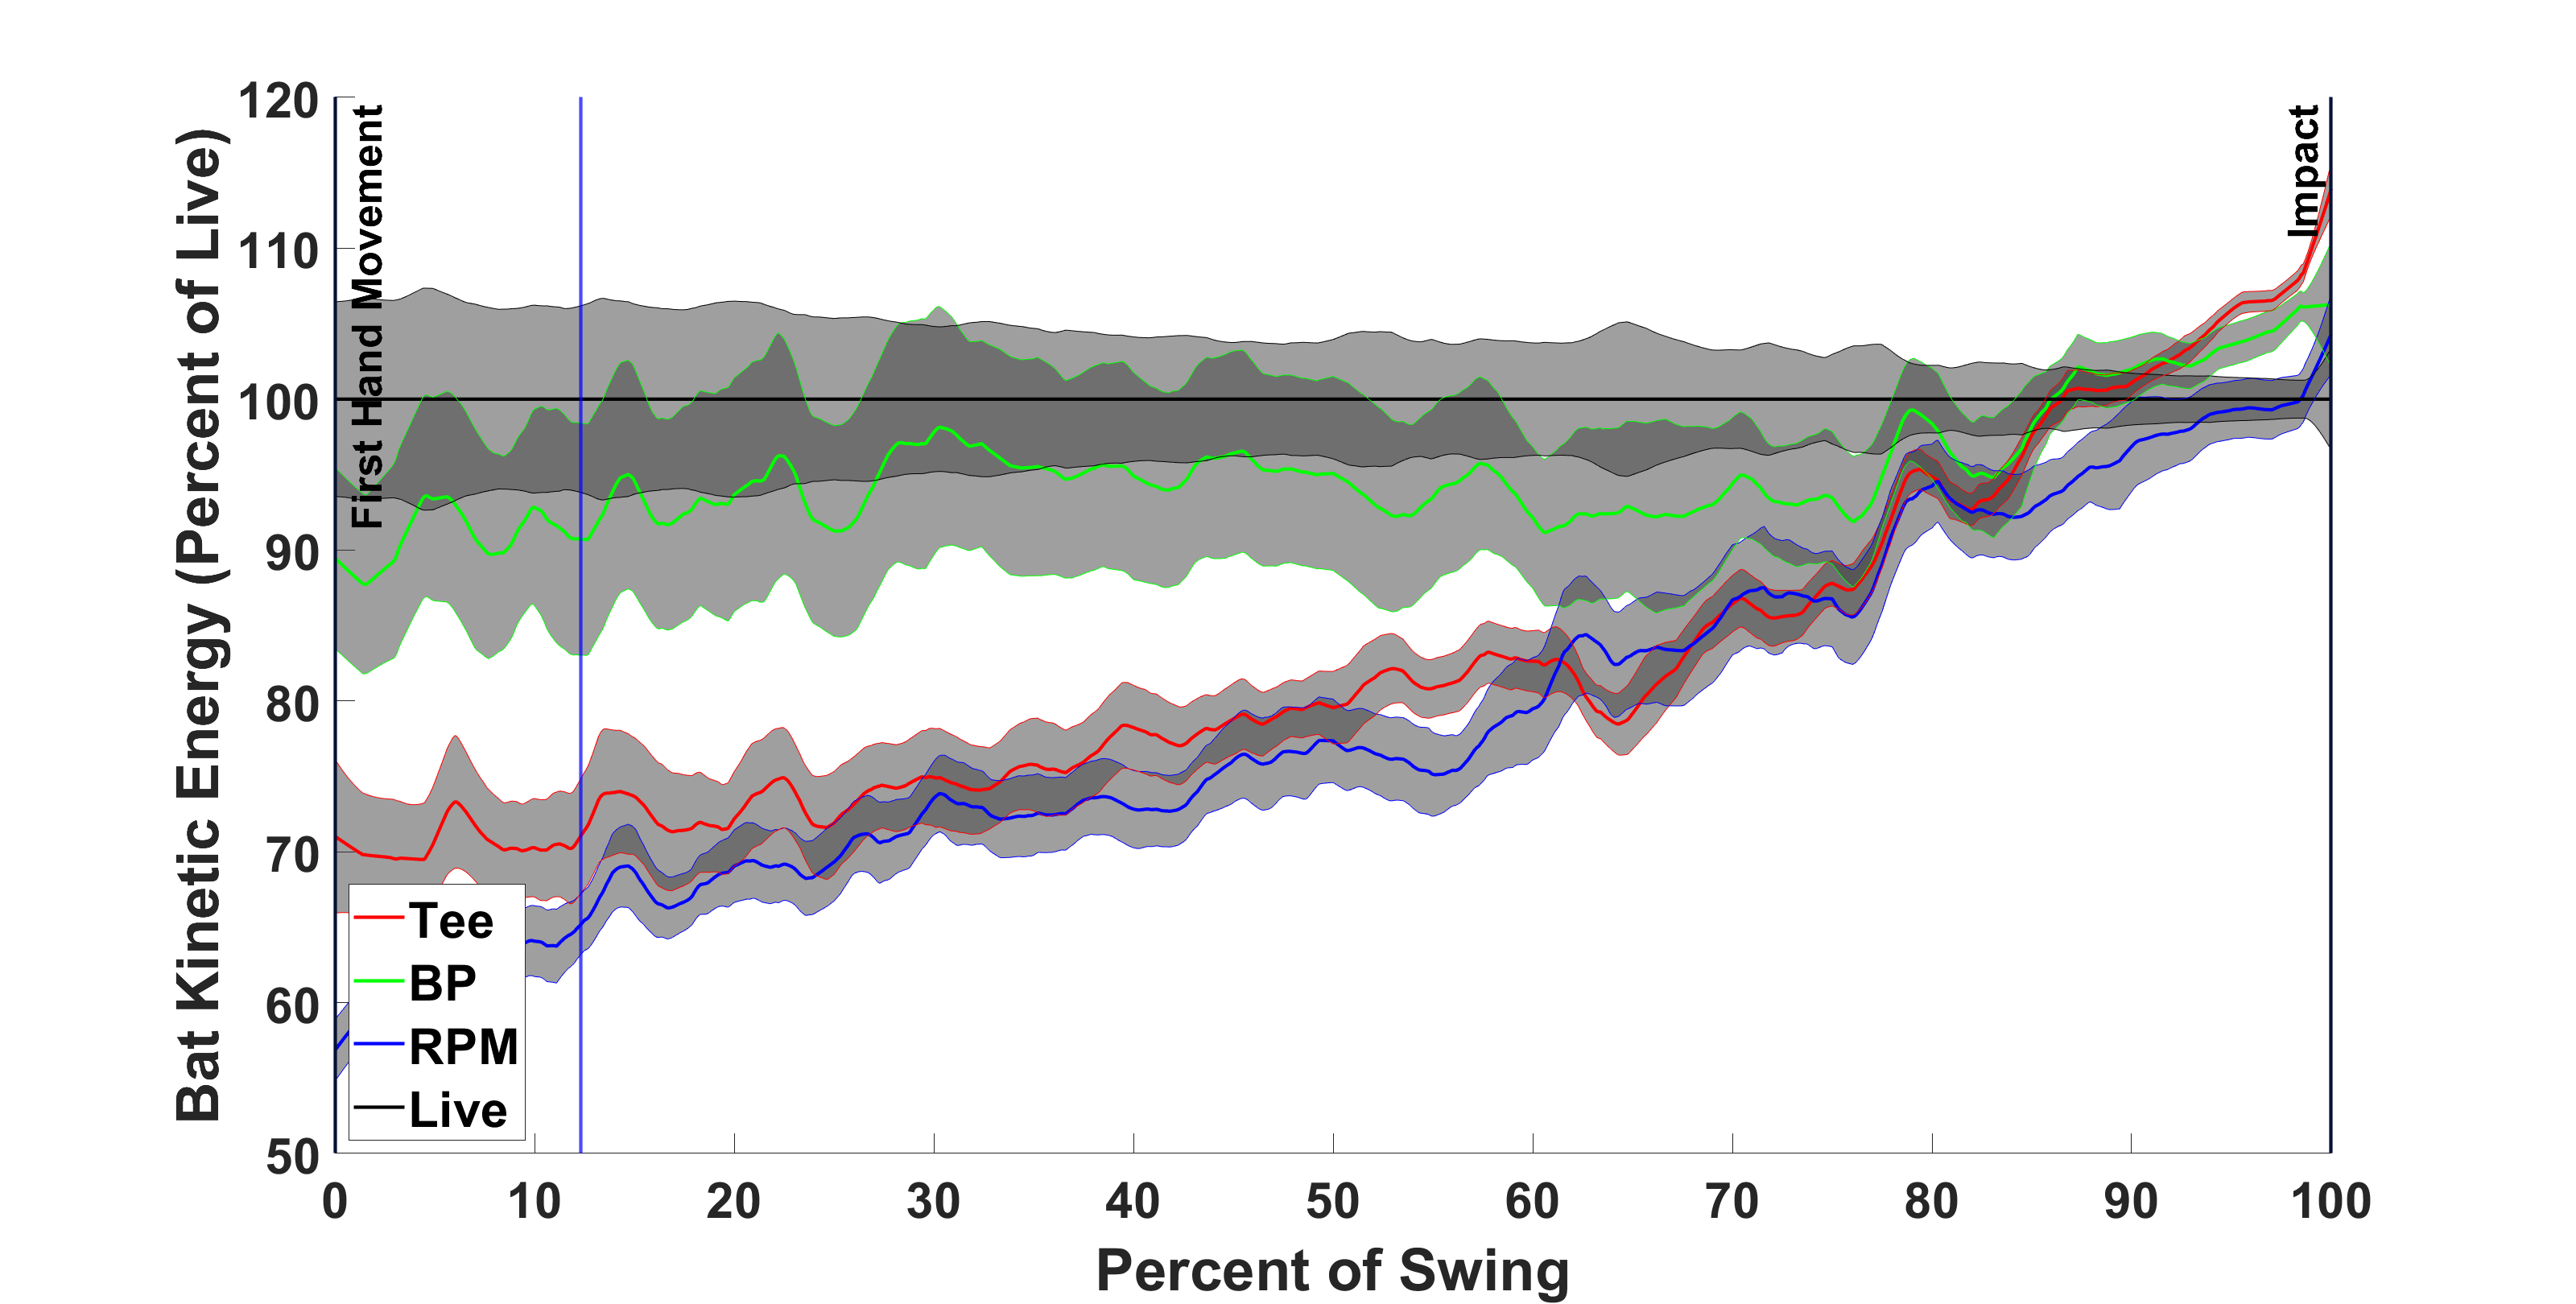 Bat Kinetic Energy (Percent of Live)
120
110
100
90
80
70
60
50
First Hand Movement
Impact
Tee
BP
RPM
Live
0 10 20 30 40 50 60 70 80 90 100
Percent of Swing